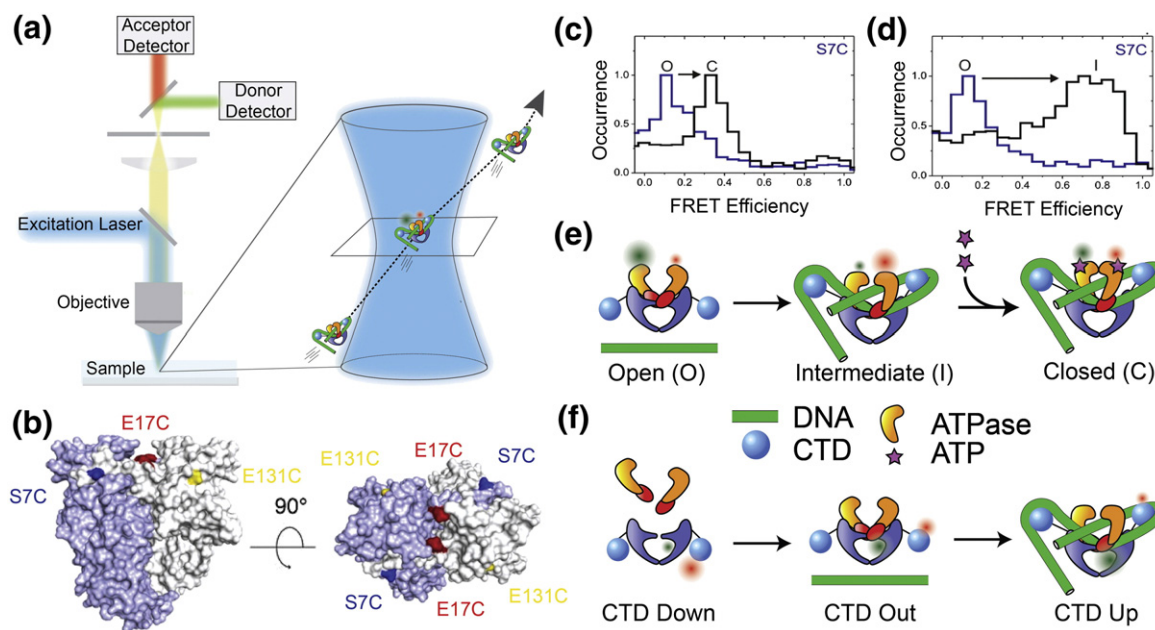 (a)
Acceptor
Detector
Donor
Detector
Excitation Laser
Objective
Sample
(b)
E17C
S7C
E131C
90°
E131C
E17C
S7C
S7C
E17C
E131C
(c)
S7C
O
C
Occurrence
1.0
0.5
0
0.0 0.2 0.4 0.6 0.8 1.0
FRET Efficiency
(d)
S7C
O
I
Occurrence
1.0
0.5
0
0.0 0.2 0.4 0.6 0.8 1.0
FRET Efficiency
(e)
Open (O)
Intermediate (I)
Closed (C)
(f)
DNA
CTD
ATPase
ATP
CTD Down
CTD Out
CTD Up